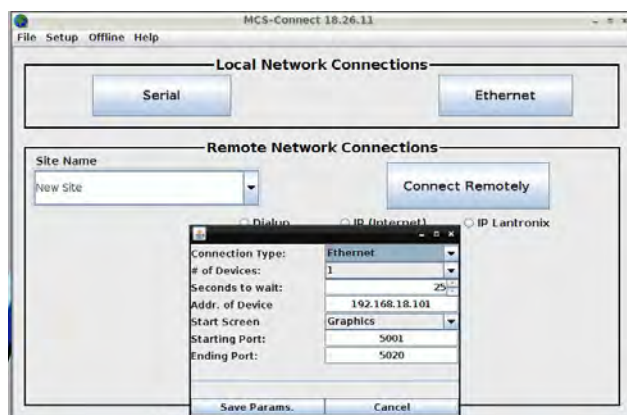 MCS-Connect 18.26.11
File Setup Offline Help
Local Network Connections
Serial Ethernet
Remote Network Connections
Site Name
New Site
Connect Remotely
Dialup IP (Internet) IP Lantronix
Connection Type: Ethernet
# of Devices: 1
Seconds to wait: 25
Addr. of Device 192.168.18.101
Start Screen Graphics
Starting Port: 5001
Ending Port: 5020
Save Params. Cancel